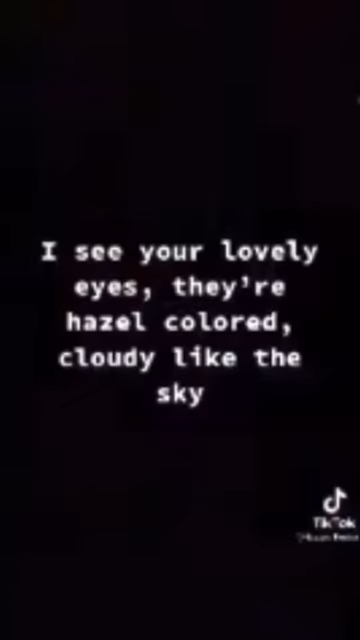 I see your lovely
eyes, they're
hazel colored,
cloudy like the
sky
TikTok